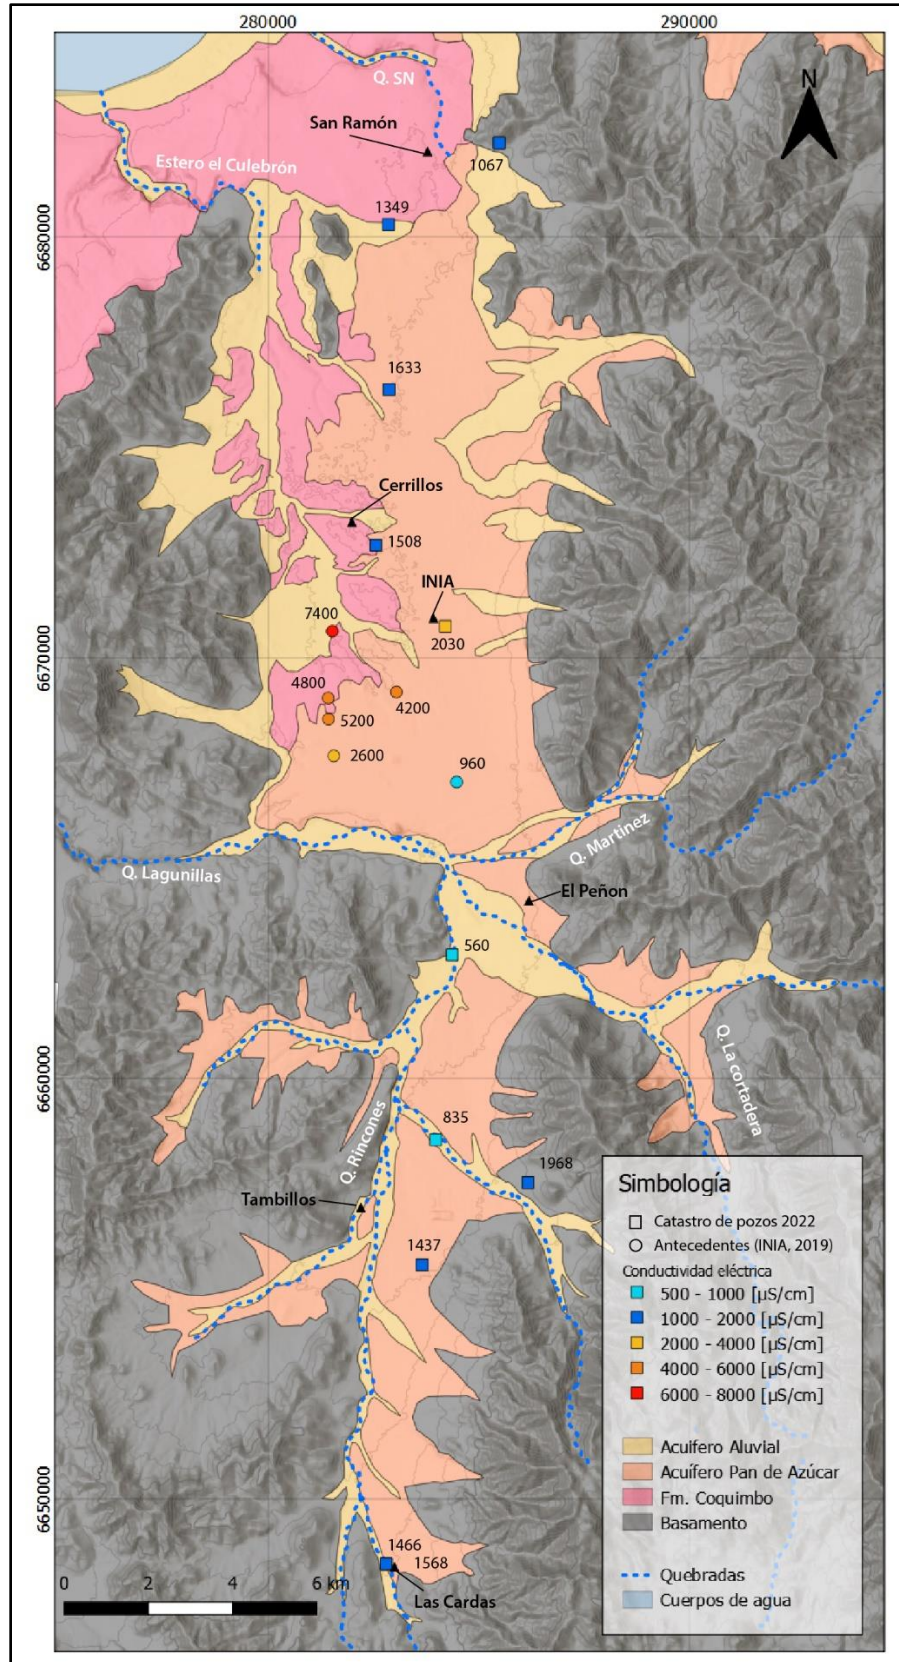 280000
290000
N
Q. SN
San Ramón
1067
Estero el Culebrón
1349
6680000
1633
Cerrillos
1508
INIA
7400
2030
6670000
4800
4200
5200
2600
960
Q. Martinez
Q. Lagunillas
El Peñon
560
6660000
Q. La cortadera
835
Q. Rincones
1968
Tambillos
1437
6650000
1466
1568
Las Cardas
0 2 4 6 km
Simbología
Catastro de pozos 2022
Antecedentes (INIA, 2019)
Conductividad eléctrica
500 - 1000 [µS/cm]
1000 - 2000 [µS/cm]
2000 - 4000 [µS/cm]
4000 - 6000 [µS/cm]
6000 - 8000 [µS/cm]
Acuifero Aluvial
Acuífero Pan de Azúcar
Fm. Coquimbo
Basamento
Quebradas
Cuerpos de agua